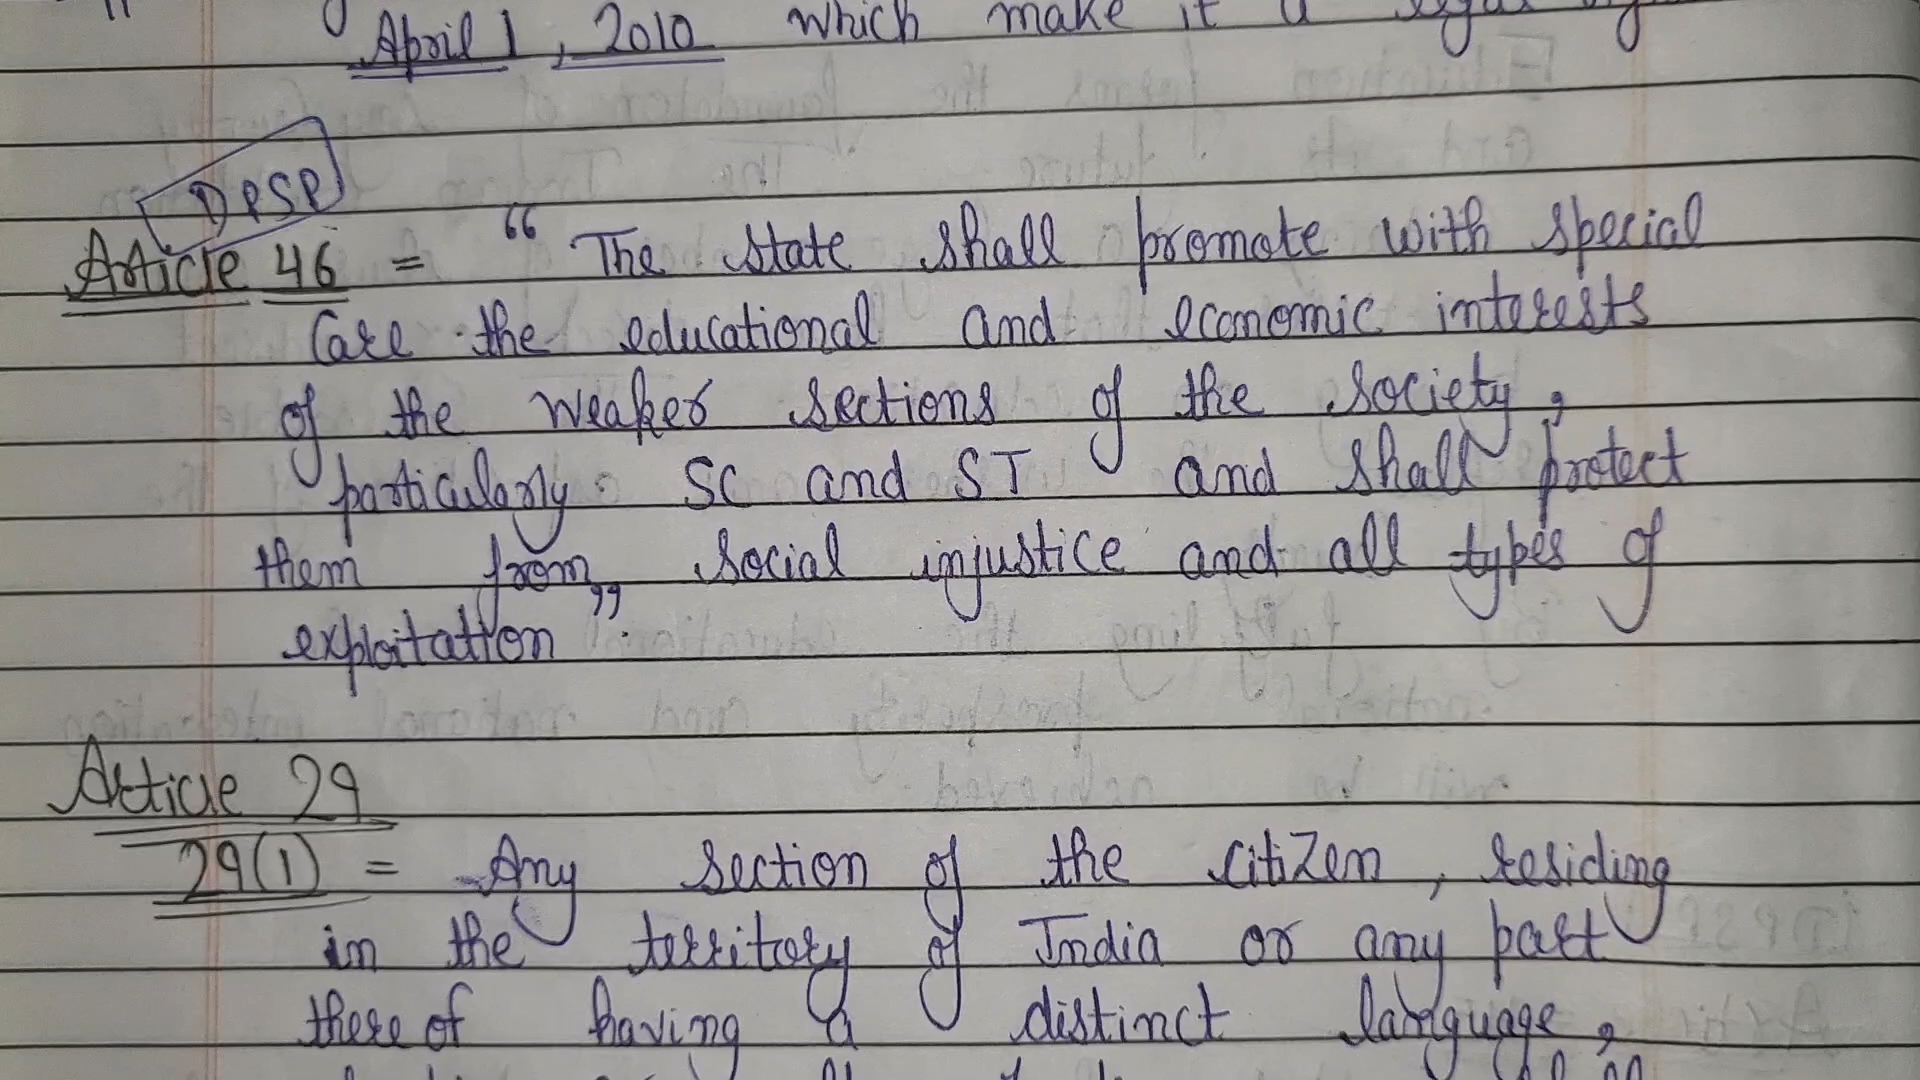 April 1, 2010 which make it a legal
DPSP
Article 46 = " The state shall promote with special
Care the educational and economic interests
of the weaker sections of the society,
particularly SC and ST and shall protect
them from social injustice and all types of
exploitation ".
Article 29
29(1) = Any section of the citizen, residing
in the territory of India or any part
there of having a distinct language,